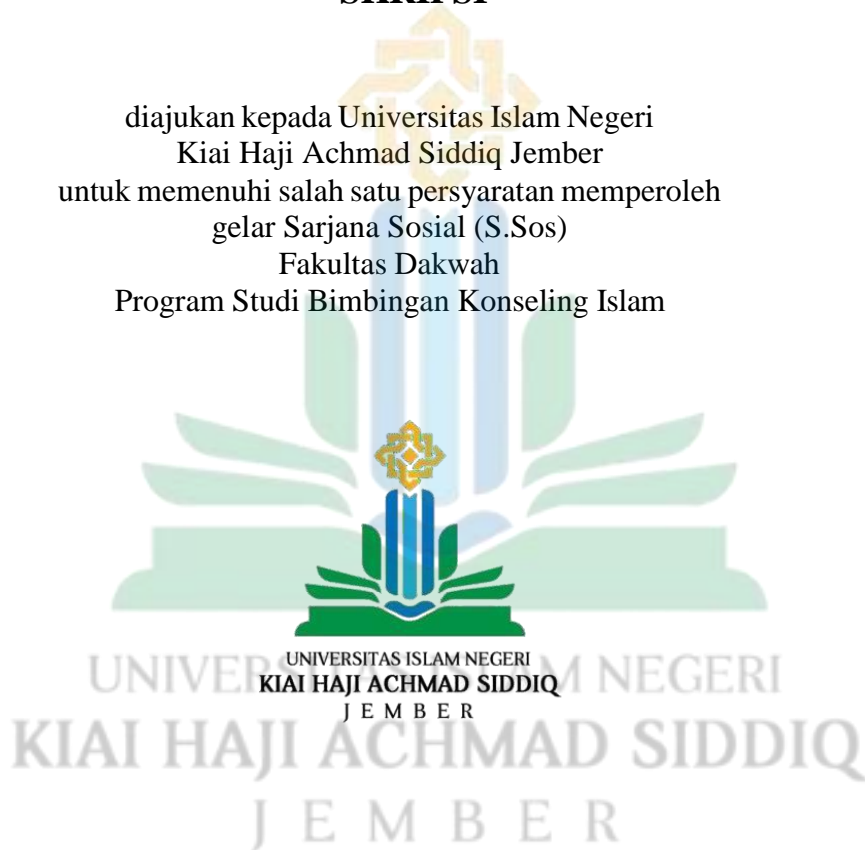 SKRIPSI
diajukan kepada Universitas Islam Negeri
Kiai Haji Achmad Siddiq Jember
untuk memenuhi salah satu persyaratan memperoleh
gelar Sarjana Sosial (S.Sos)
Fakultas Dakwah
Program Studi Bimbingan Konseling Islam
UNIVERSITAS ISLAM NEGERI
KIAI HAJI ACHMAD SIDDIQ
JEMBER
UNIVERSITAS ISLAM NEGERI
KIAI HAJI ACHMAD SIDDIQ
JEMBER